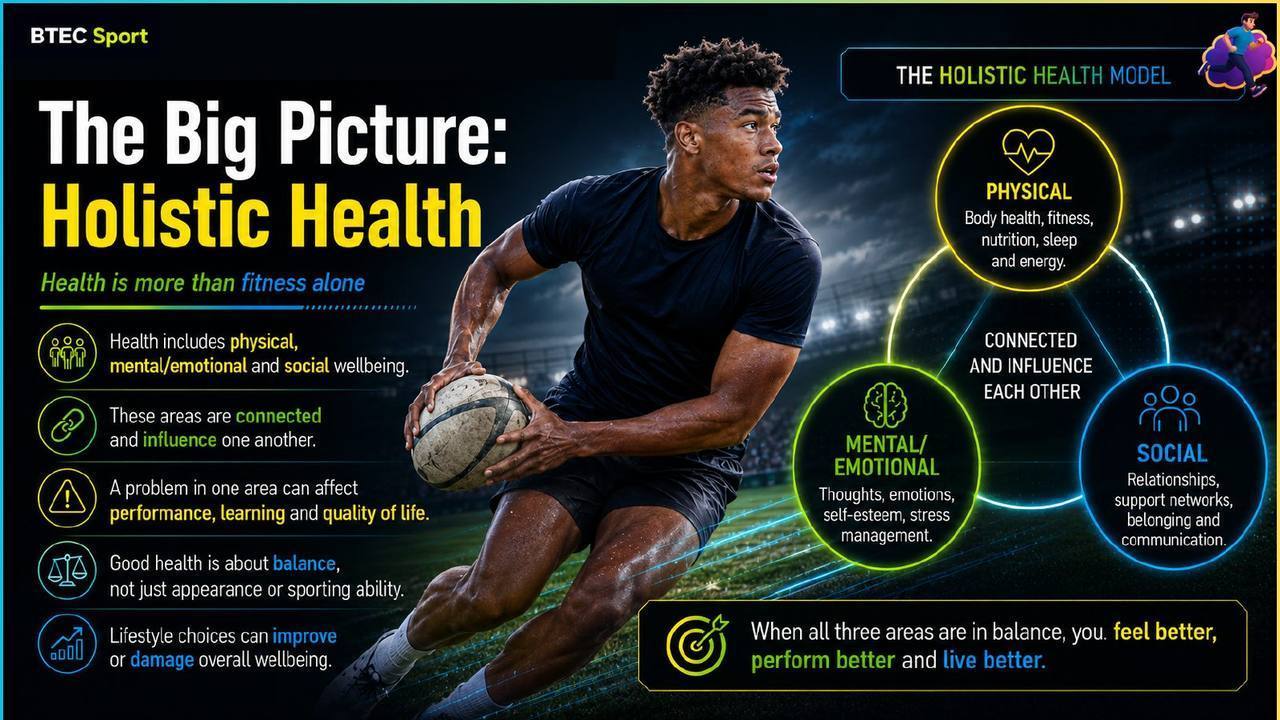 BTEC Sport
The Big Picture:
Holistic Health
Health is more than fitness alone
Health includes physical,
mental/emotional and social wellbeing.
These areas are connected
and influence one another.
A problem in one area can affect
performance, learning and quality of life.
Good health is about balance,
not just appearance or sporting ability.
Lifestyle choices can improve
or damage overall wellbeing.
THE HOLISTIC HEALTH MODEL
PHYSICAL
Body health, fitness,
nutrition, sleep
and energy.
CONNECTED
AND INFLUENCE
EACH OTHER
MENTAL/
EMOTIONAL
Thoughts, emotions,
self-esteem, stress
management.
SOCIAL
Relationships,
support networks,
belonging and
communication.
When all three areas are in balance, you. feel better,
perform better and live better.